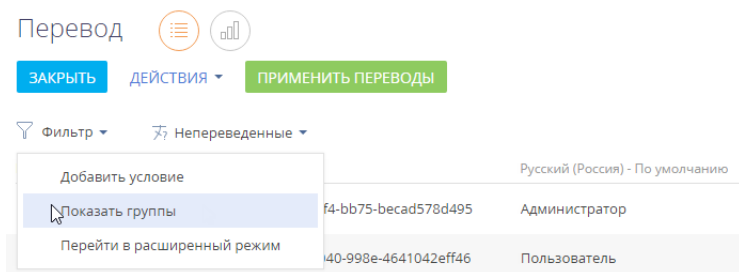 Перевод
ЗАКРЫТЬ ДЕЙСТВИЯ ПРИМЕНИТЬ ПЕРЕВОДЫ
Фильтр Непереведенные
Добавить условие
Русский (Россия) - По умолчанию
Показать группы
f4-bb75-becad578d495 Администратор
Перейти в расширенный режим
40-998e-4641042eff46 Пользователь